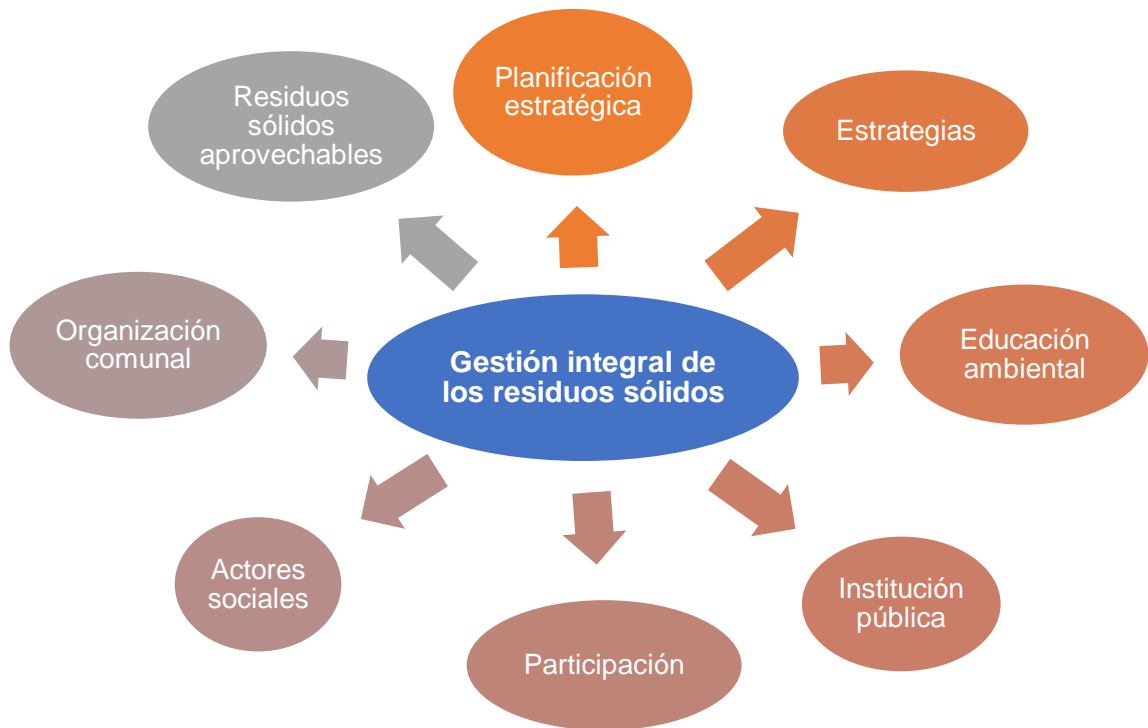 Planificación
estratégica
Residuos
sólidos
aprovechables
Estrategias
Organización
comunal
Educación
ambiental
Gestión integral de
los residuos sólidos
Actores
sociales
Institución
pública
Participación